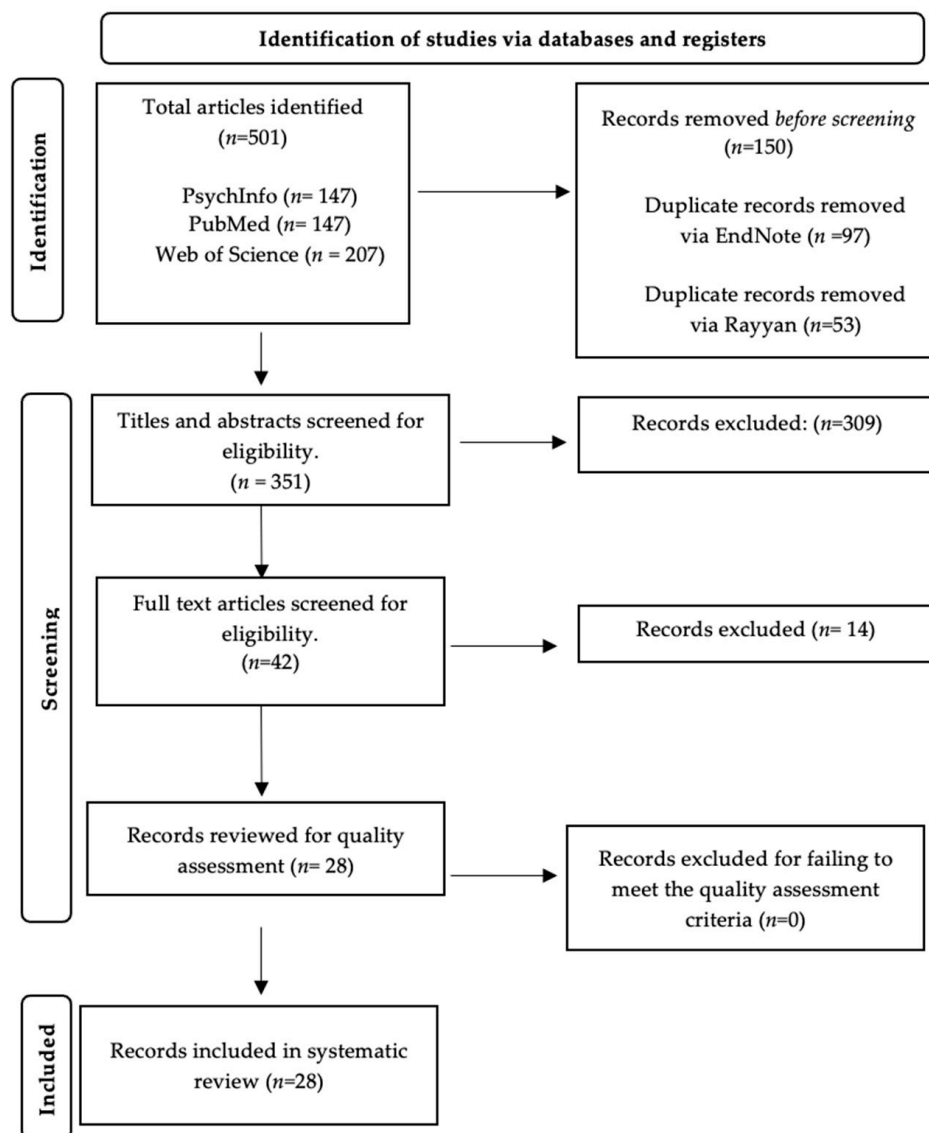 Identification of studies via databases and registers
Identification
Total articles identified
(n=501)
PsychInfo (n= 147)
PubMed (n= 147)
Web of Science (n = 207)
Records removed before screening
(n=150)
Duplicate records removed
via EndNote (n =97)
Duplicate records removed
via Rayyan (n=53)
Screening
Titles and abstracts screened for
eligibility.
(n = 351)
Records excluded: (n=309)
Full text articles screened for
eligibility.
(n=42)
Records excluded (n= 14)
Records reviewed for quality
assessment (n= 28)
Records excluded for failing to
meet the quality assessment
criteria (n=0)
Included
Records included in systematic
review (n=28)